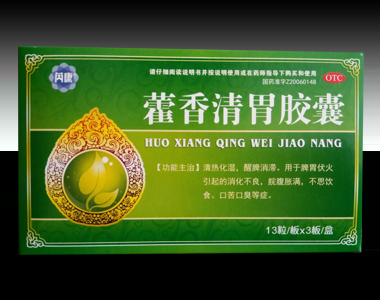 芮康
请仔细阅读说明书并按说明使用或在药师指导下购买和使用
国药准字Z20060148
OTC
藿香清胃胶囊
HUO XIANG QING WEI JIAO NANG
【功能主治】清热化湿，醒脾消滞。用于脾胃伏火
引起的消化不良，脘腹胀满，不思饮
食、口苦口臭等症。
13粒/板x3板/盒